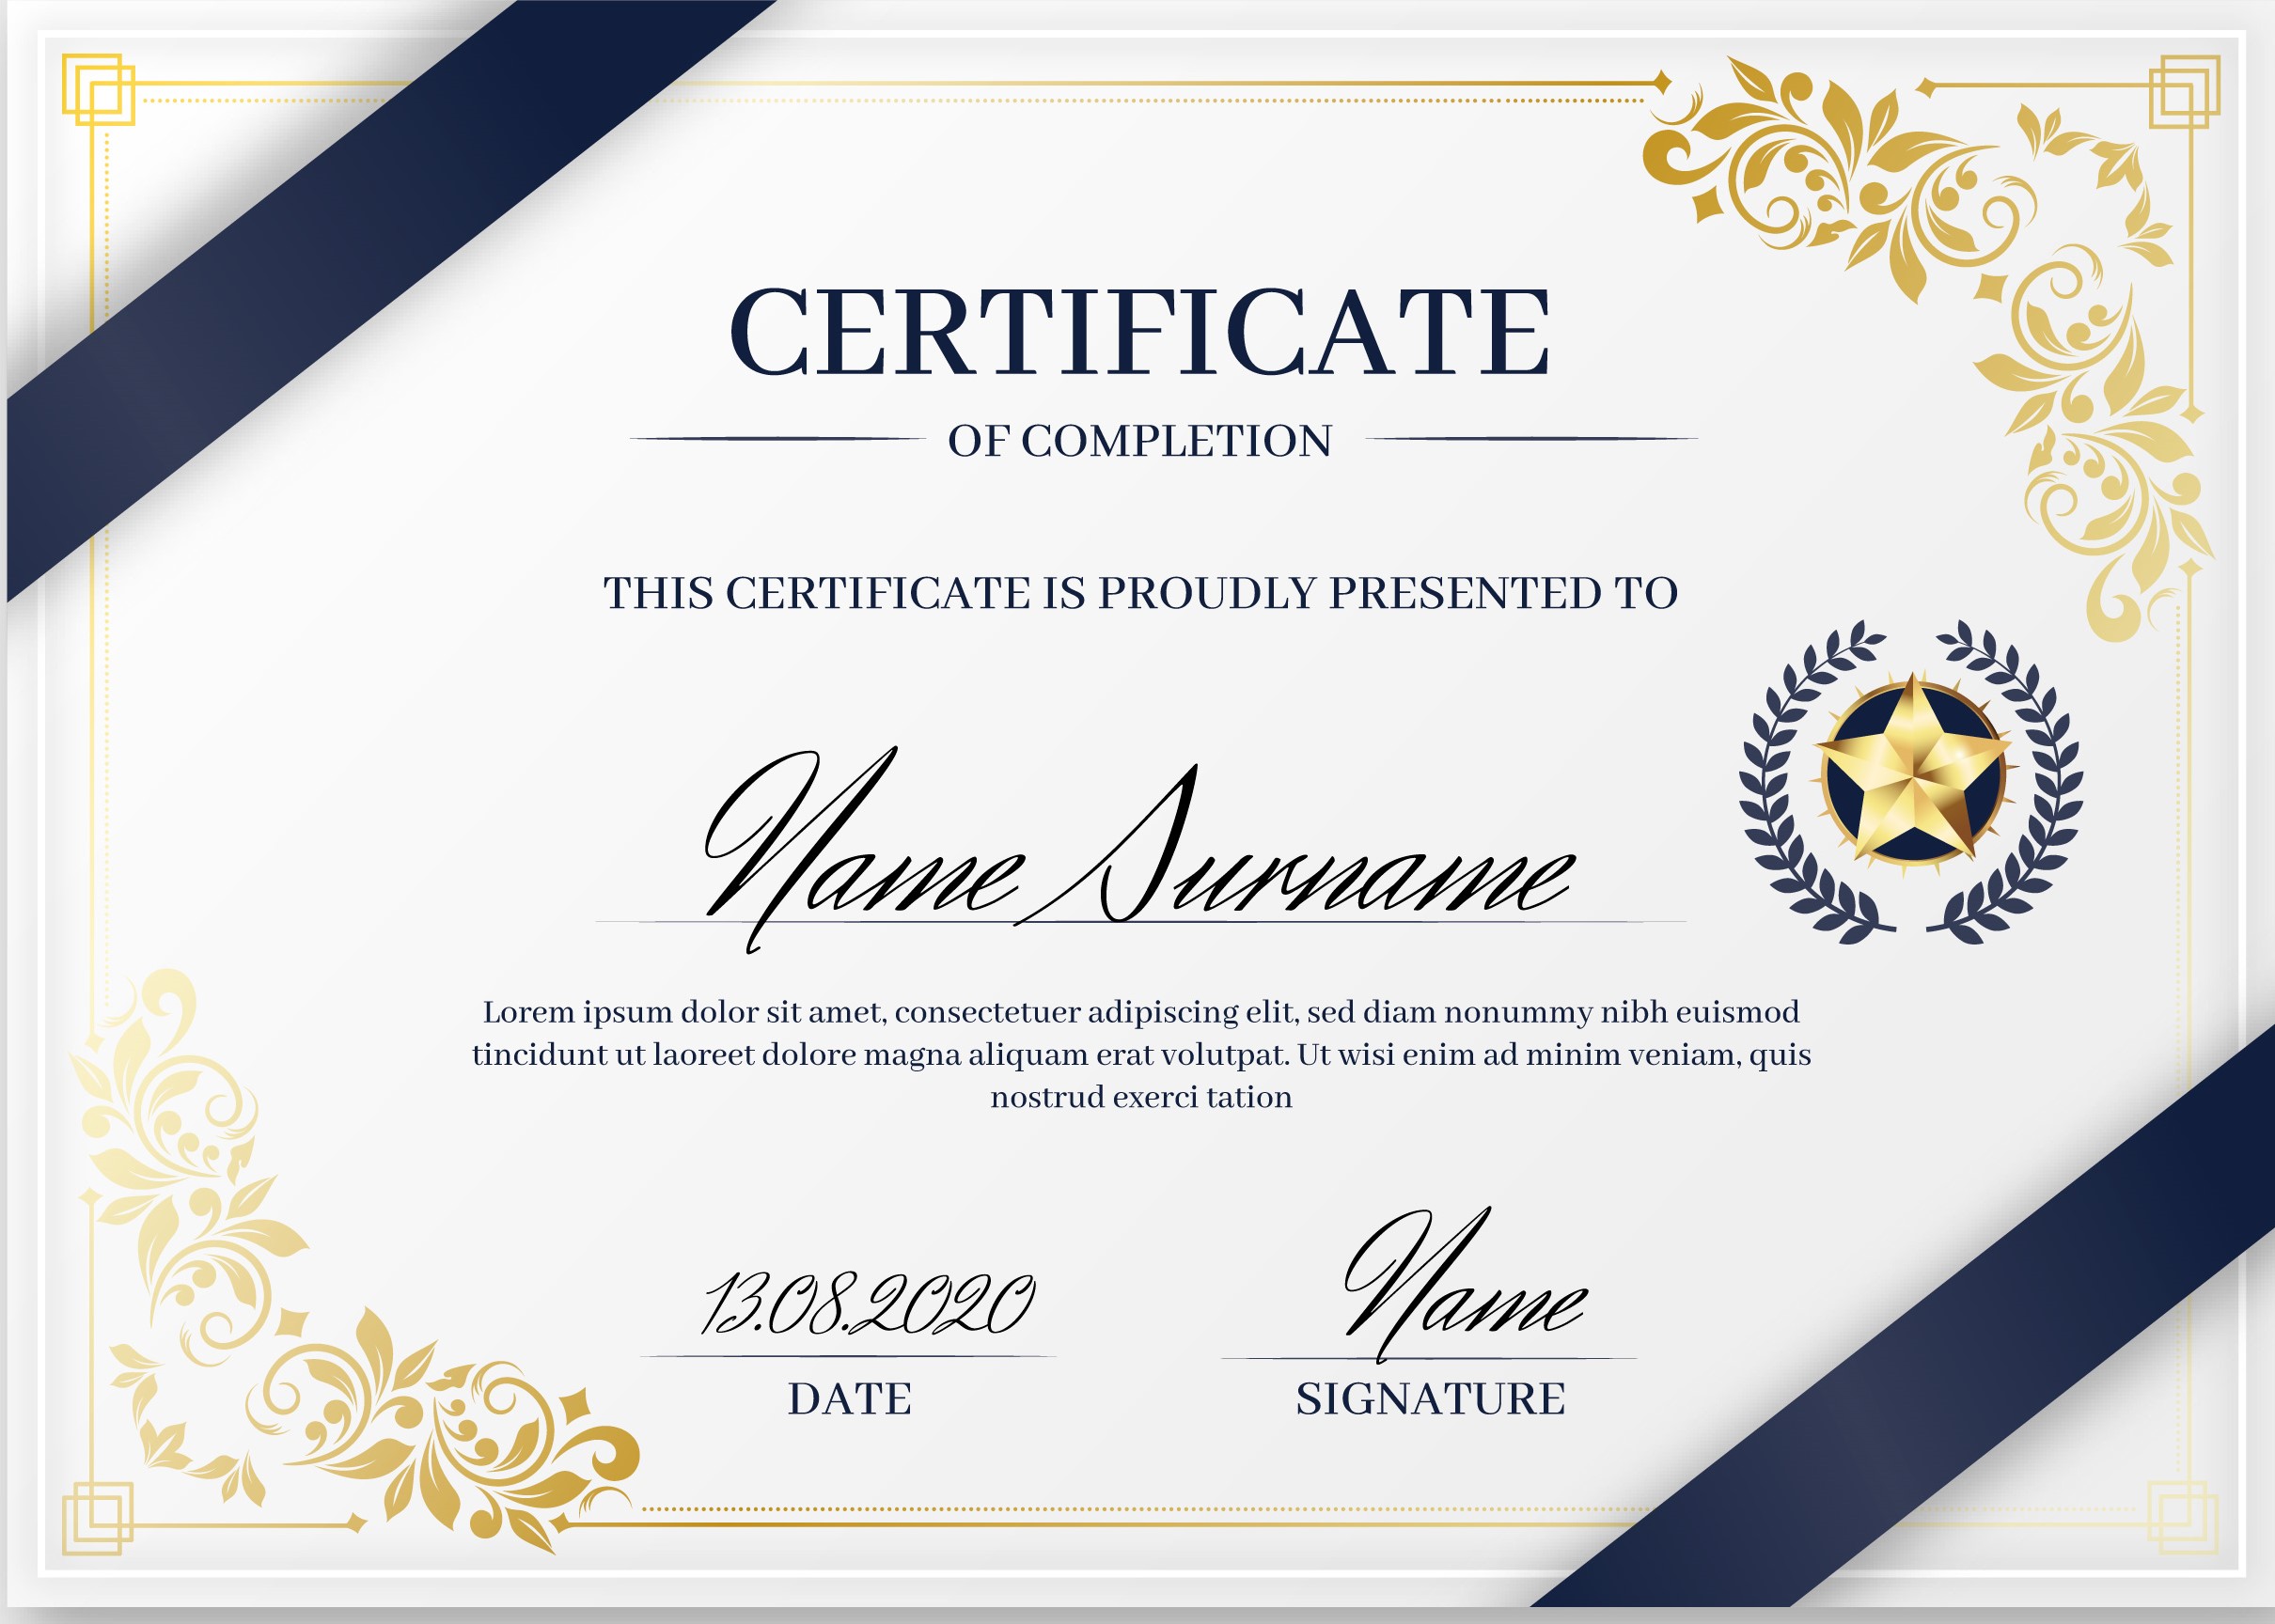 CERTIFICATE
OF COMPLETION
THIS CERTIFICATE IS PROUDLY PRESENTED TO
Name Surname
Lorem ipsum dolor sit amet, consectetuer adipiscing elit, sed diam nonummy nibh euismod
tincidunt ut laoreet dolore magna aliquam erat volutpat. Ut wisi enim ad minim veniam, quis
nostrud exerci tation
13.08.2020
DATE
Name
SIGNATURE